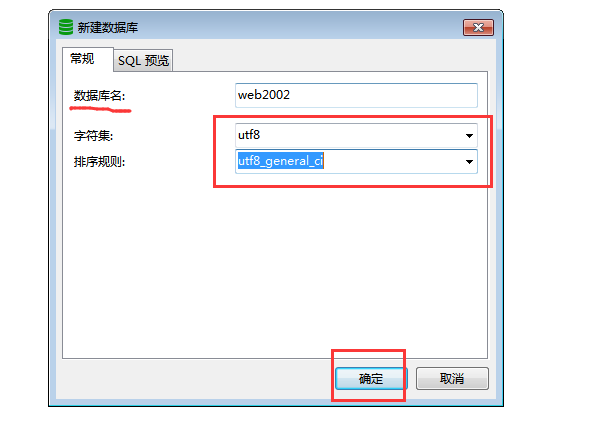 新建数据库
常规
SQL 预览
数据库名:
web2002
字符集:
utf8
排序规则:
utf8_general_ci
确定
取消